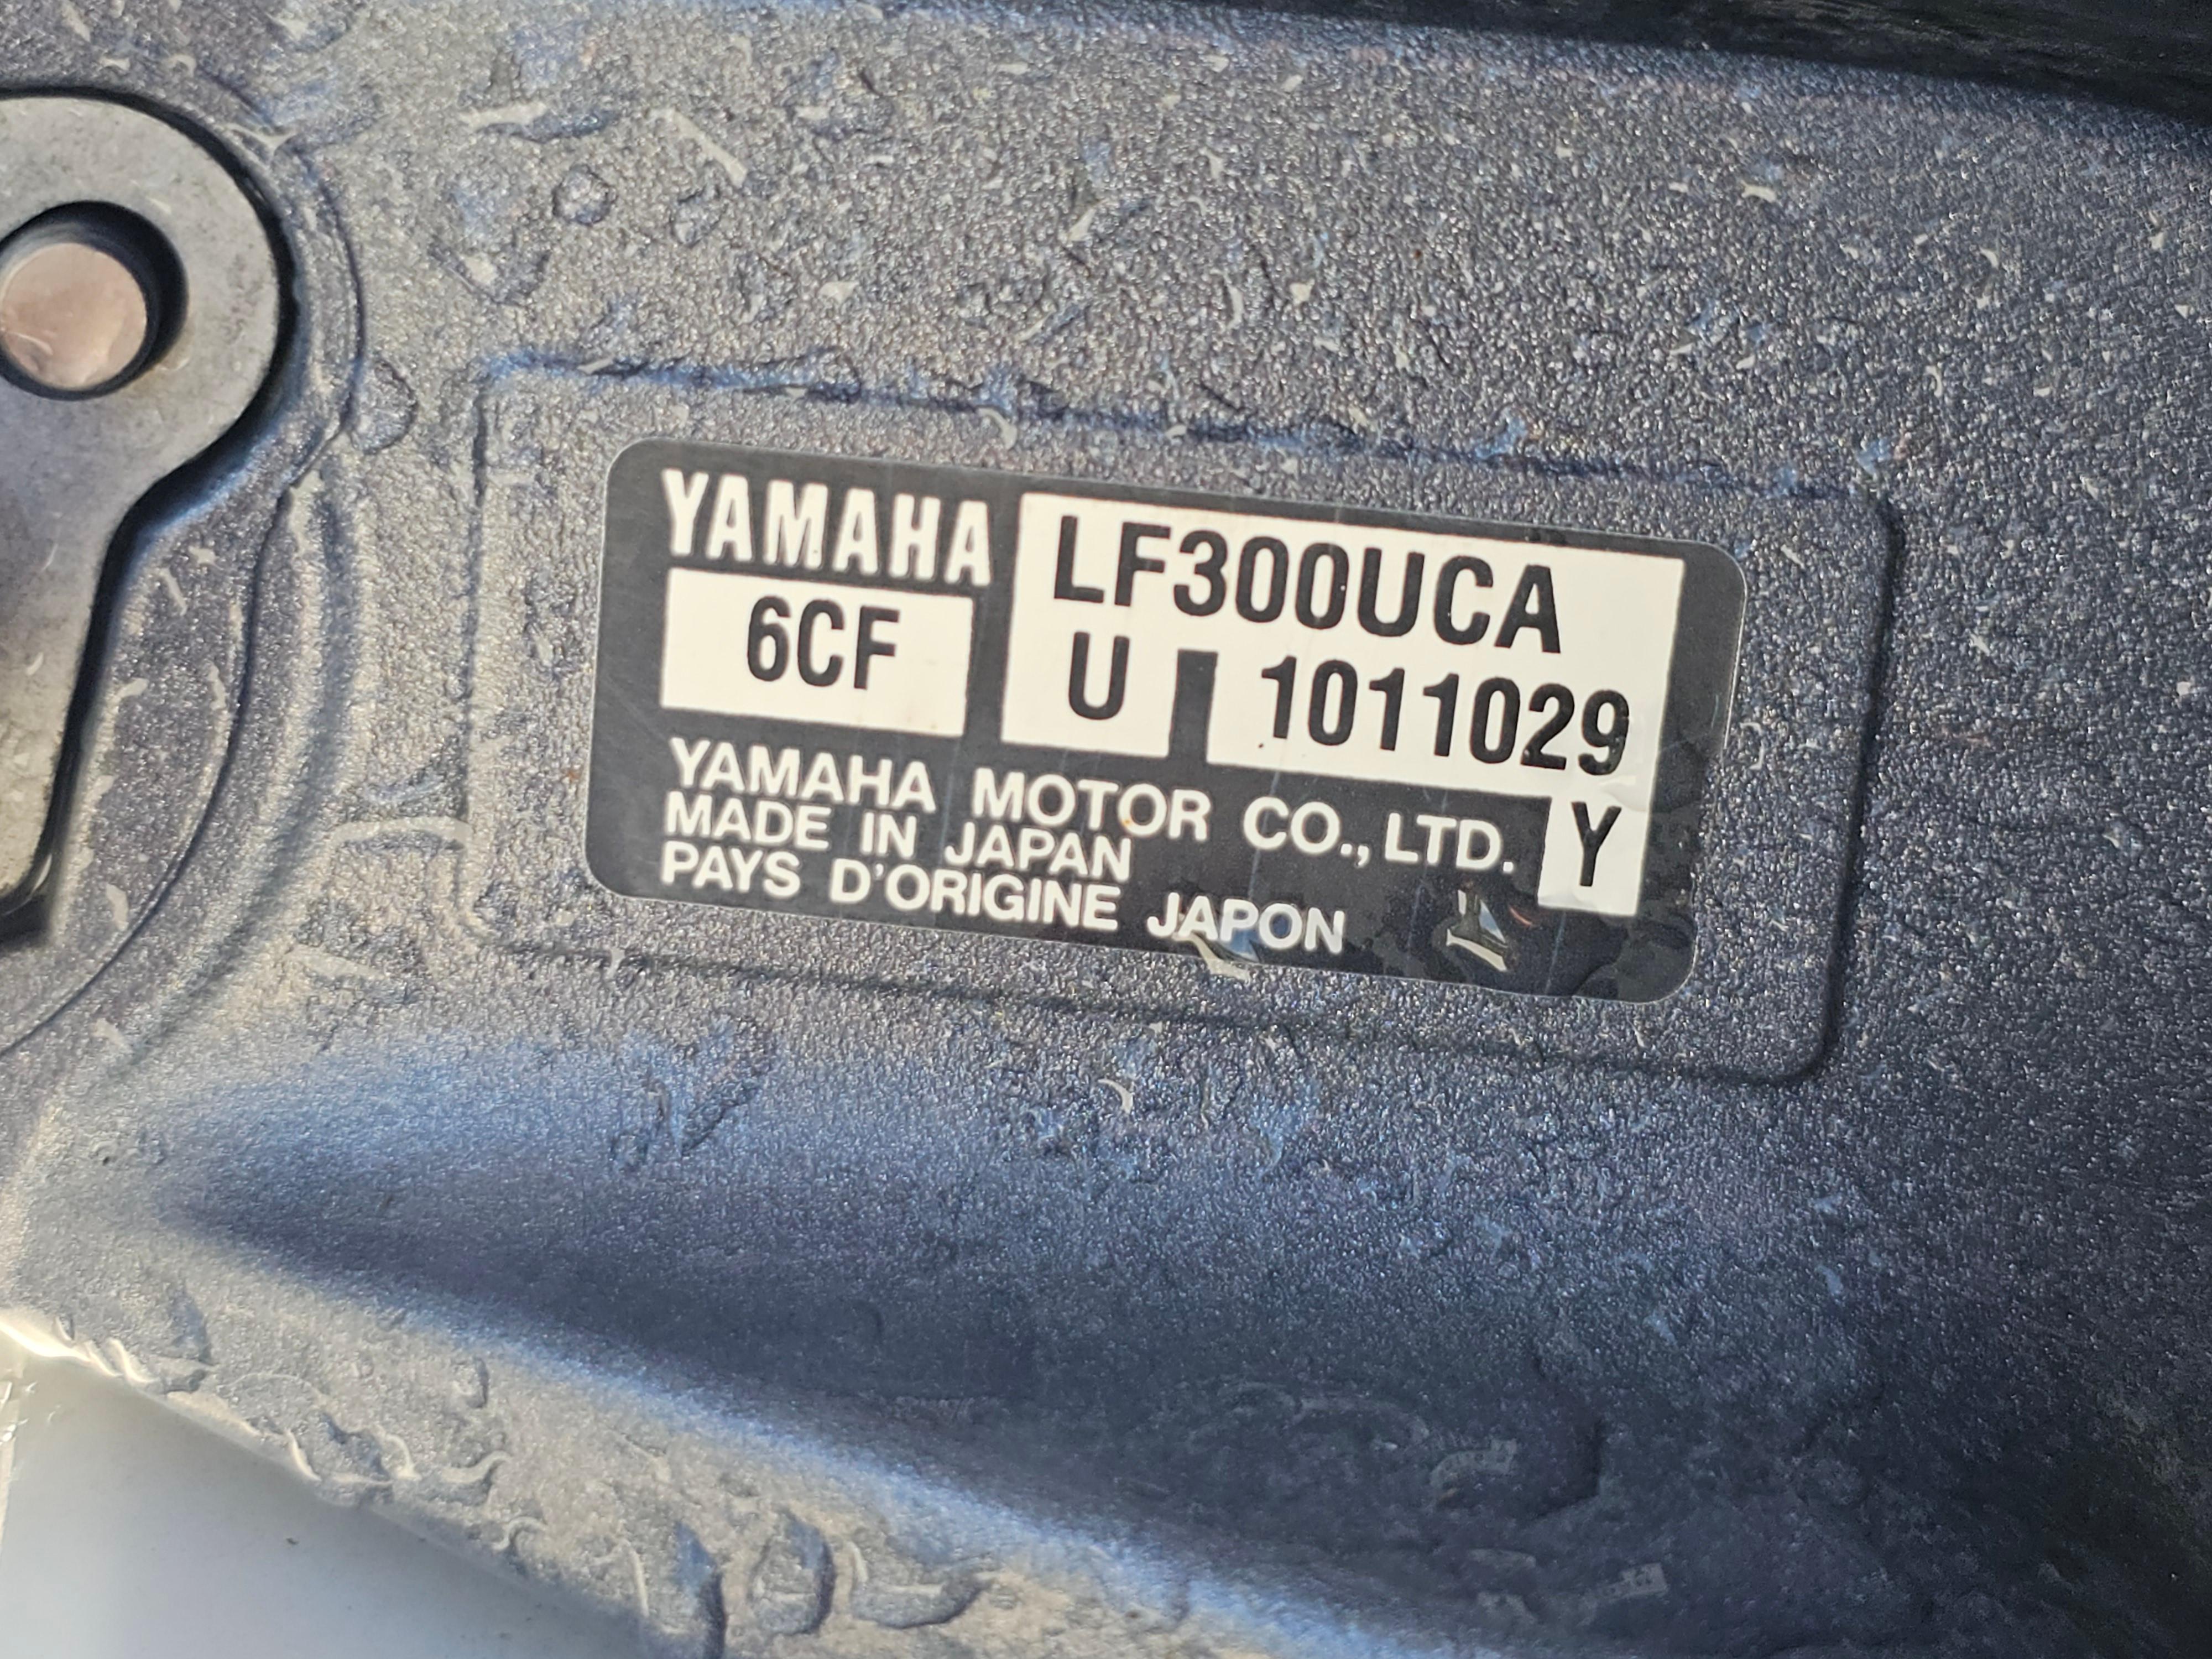 YAMAHA LF300UCA
6CF U 1011029
YAMAHA MOTOR CO., LTD. Y
MADE IN JAPAN
PAYS D'ORIGINE JAPON